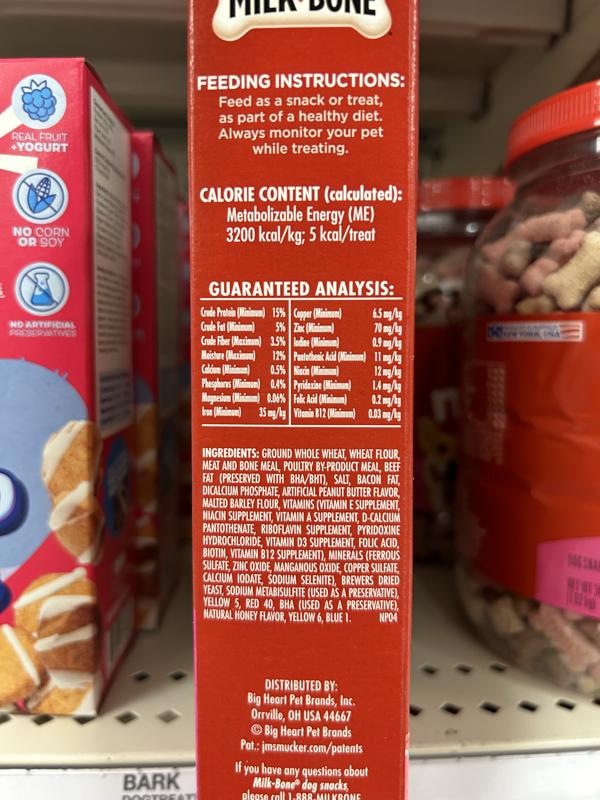 MILK-BONE
FEEDING INSTRUCTIONS:
Feed as a snack or treat,
as part of a healthy diet.
Always monitor your pet
while treating.
CALORIE CONTENT (calculated):
Metabolizable Energy (ME)
3200 kcal/kg; 5 kcal/treat
GUARANTEED ANALYSIS:
Crude Protein (Minimum) 15%
Crude Fat (Minimum) 5%
Crude Fiber (Maximum) 3.5%
Moisture (Maximum) 12%
Calcium (Minimum) 0.5%
Phosphorus (Minimum) 0.4%
Magnesium (Minimum) 0.06%
Iron (Minimum) 35 mg/kg
Copper (Minimum) 6.5 mg/kg
Zinc (Minimum) 70 mg/kg
Iodine (Minimum) 0.9 mg/kg
Pantothenic Acid (Minimum) 11 mg/kg
Niacin (Minimum) 12 mg/kg
Pyridoxine (Minimum) 1.4 mg/kg
Folic Acid (Minimum) 0.2 mg/kg
Vitamin B12 (Minimum) 0.03 mg/kg
INGREDIENTS: GROUND WHOLE WHEAT, WHEAT FLOUR,
MEAT AND BONE MEAL, POULTRY BY-PRODUCT MEAL, BEEF
FAT (PRESERVED WITH BHA/BHT), SALT, BACON FAT,
DICALCIUM PHOSPHATE, ARTIFICIAL PEANUT BUTTER FLAVOR,
MALTED BARLEY FLOUR, VITAMINS (VITAMIN E SUPPLEMENT,
NIACIN SUPPLEMENT, VITAMIN A SUPPLEMENT, D-CALCIUM
PANTOTHENATE, RIBOFLAVIN SUPPLEMENT, PYRIDOXINE
HYDROCHLORIDE, VITAMIN D3 SUPPLEMENT, FOLIC ACID,
BIOTIN, VITAMIN B12 SUPPLEMENT), MINERALS (FERROUS
SULFATE, ZINC OXIDE, MANGANOUS OXIDE, COPPER SULFATE,
CALCIUM IODATE, SODIUM SELENITE), BREWERS DRIED
YEAST, SODIUM METABISULFITE (USED AS A PRESERVATIVE),
YELLOW 5, RED 40, BHA (USED AS A PRESERVATIVE),
NATURAL HONEY FLAVOR, YELLOW 6, BLUE 1. NP04
DISTRIBUTED BY:
Big Heart Pet Brands, Inc.
Orrville, OH USA 44667
© Big Heart Pet Brands
Pat.: jmsmucker.com/patents
If you have any questions about
Milk-Bone® dog snacks,
please call 1-888-MILKBONE
REAL FRUIT
+YOGURT
NO CORN
OR SOY
NO ARTIFICIAL
PRESERVATIVES
BARK
NEW YORK, USA